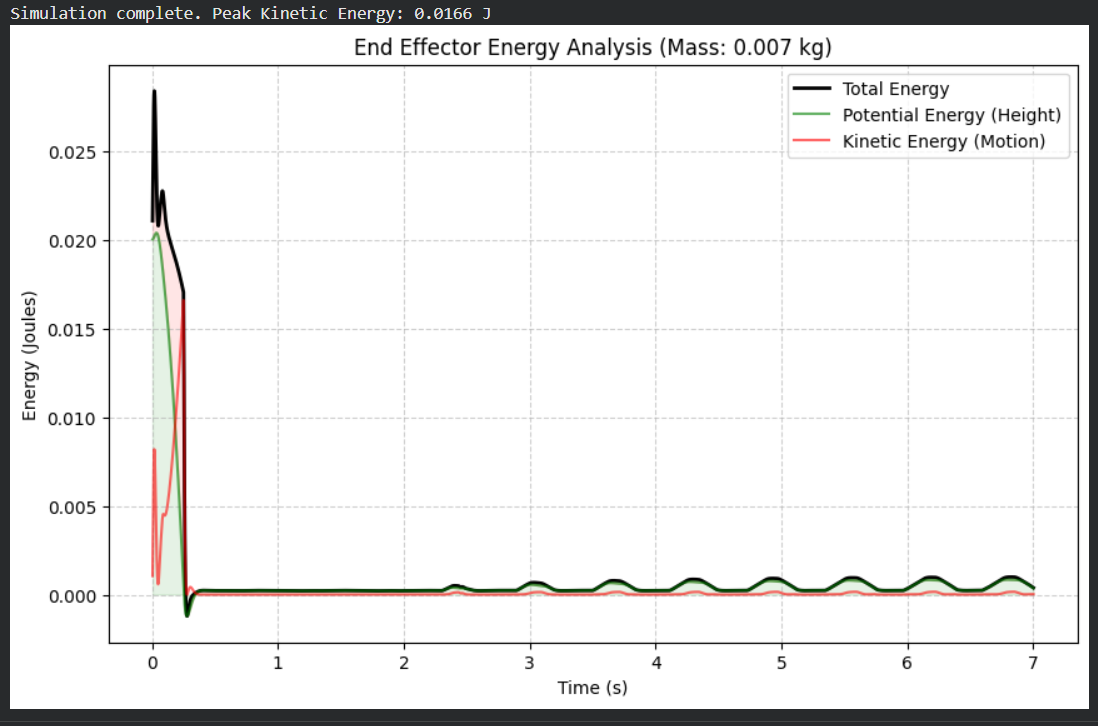 Simulation complete. Peak Kinetic Energy: 0.0166 J
End Effector Energy Analysis (Mass: 0.007 kg)
Total Energy
Potential Energy (Height)
Kinetic Energy (Motion)
Energy (Joules)
0.025
0.020
0.015
0.010
0.005
0.000
0 1 2 3 4 5 6 7
Time (s)